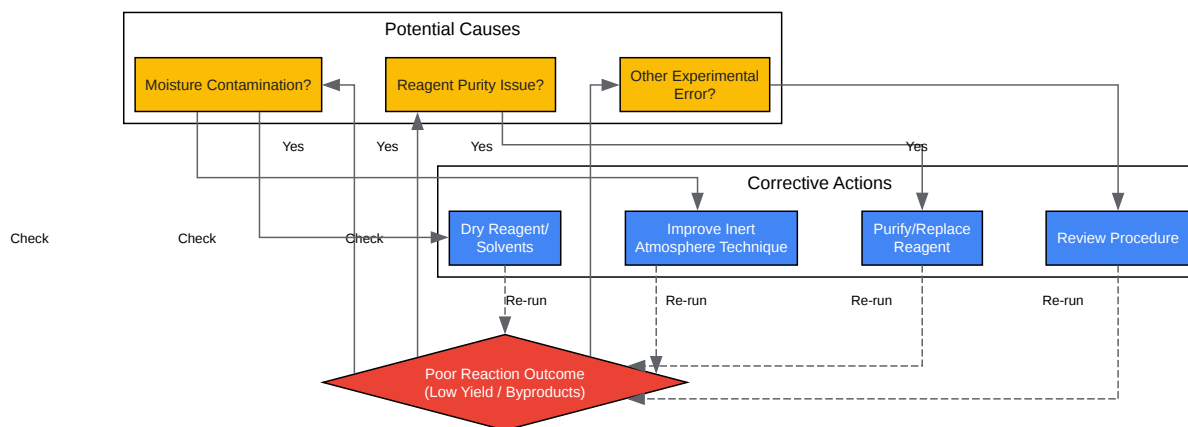 Potential Causes
Moisture Contamination?
Reagent Purity Issue?
Other Experimental
Error?
Yes
Yes
Yes
Yes
Corrective Actions
Check
Check
Check
Dry Reagent/
Solvents
Improve Inert
Atmosphere Technique
Purify/Replace
Reagent
Review Procedure
Re-run
Re-run
Re-run
Re-run
Poor Reaction Outcome
(Low Yield / Byproducts)